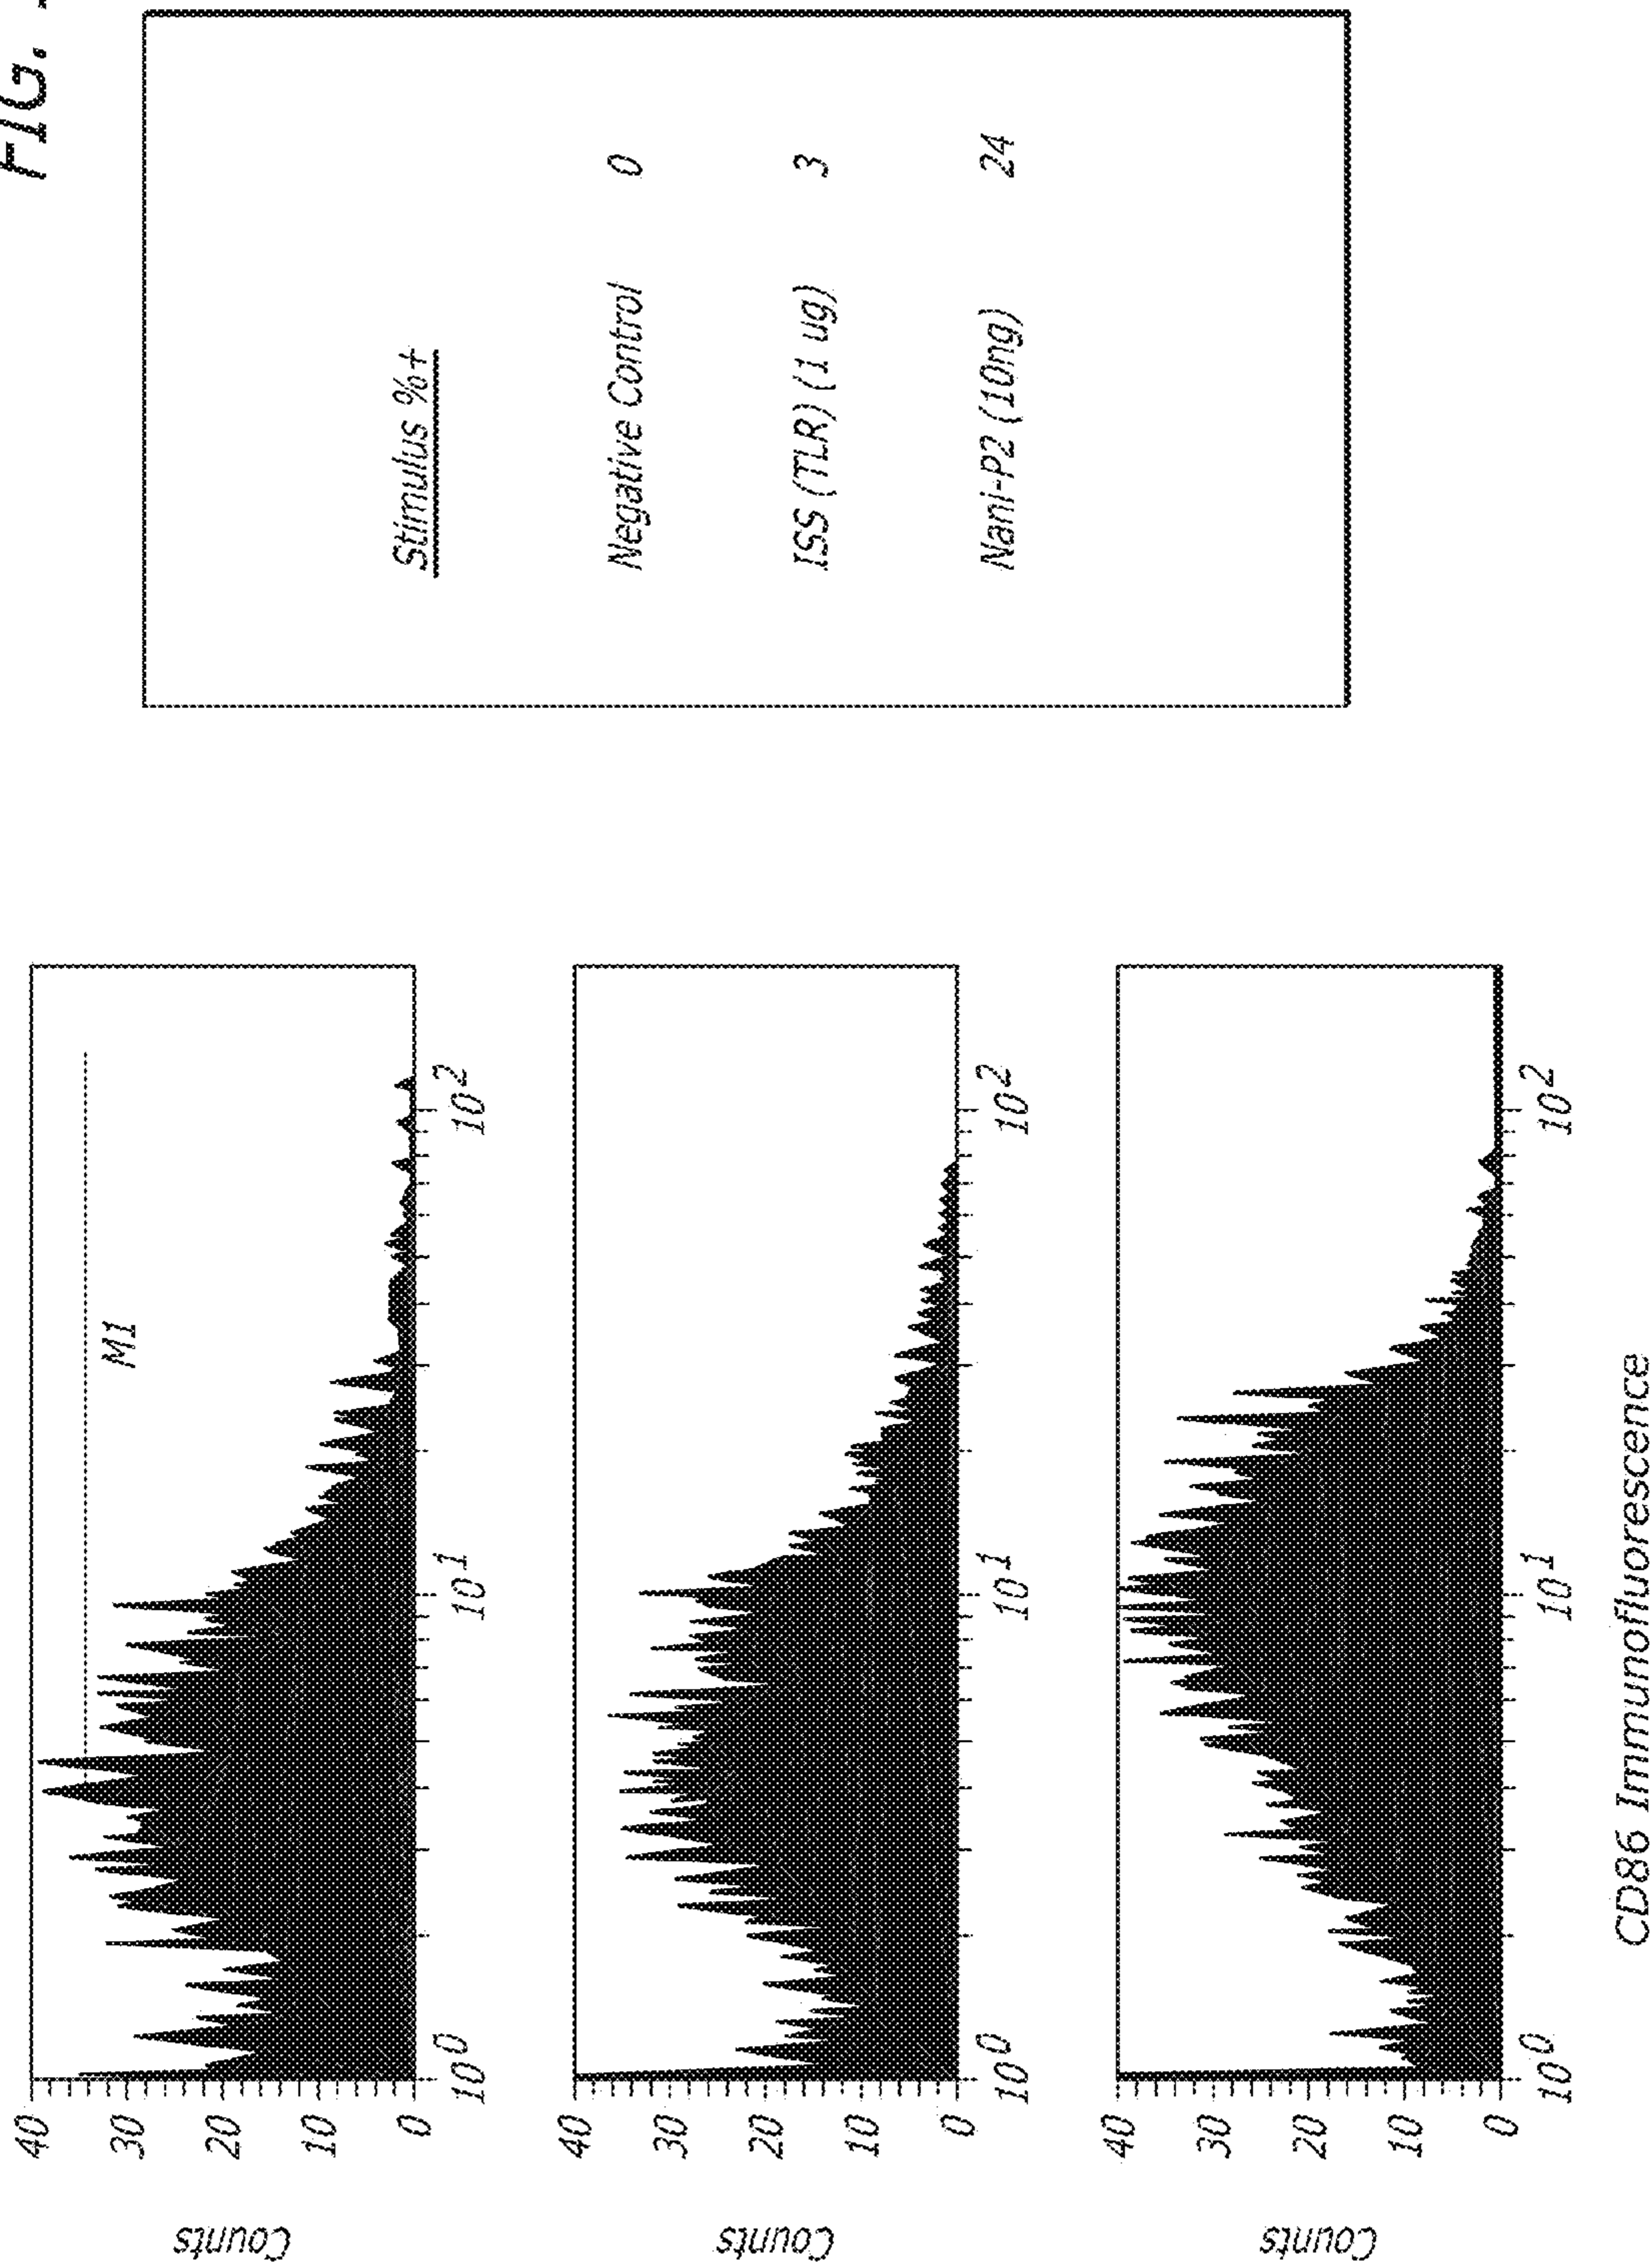 FIG.
40
30
20
10
0
Counts
M1
10^0
10^1
10^2
40
30
20
10
0
Counts
10^0
10^1
10^2
40
30
20
10
0
Counts
10^0
10^1
10^2
CD86 Immunofluorescence
Stimulus %+
Negative Control 0
ISS (TLR) (1 ug) 3
Nani-P2 (10ng) 24